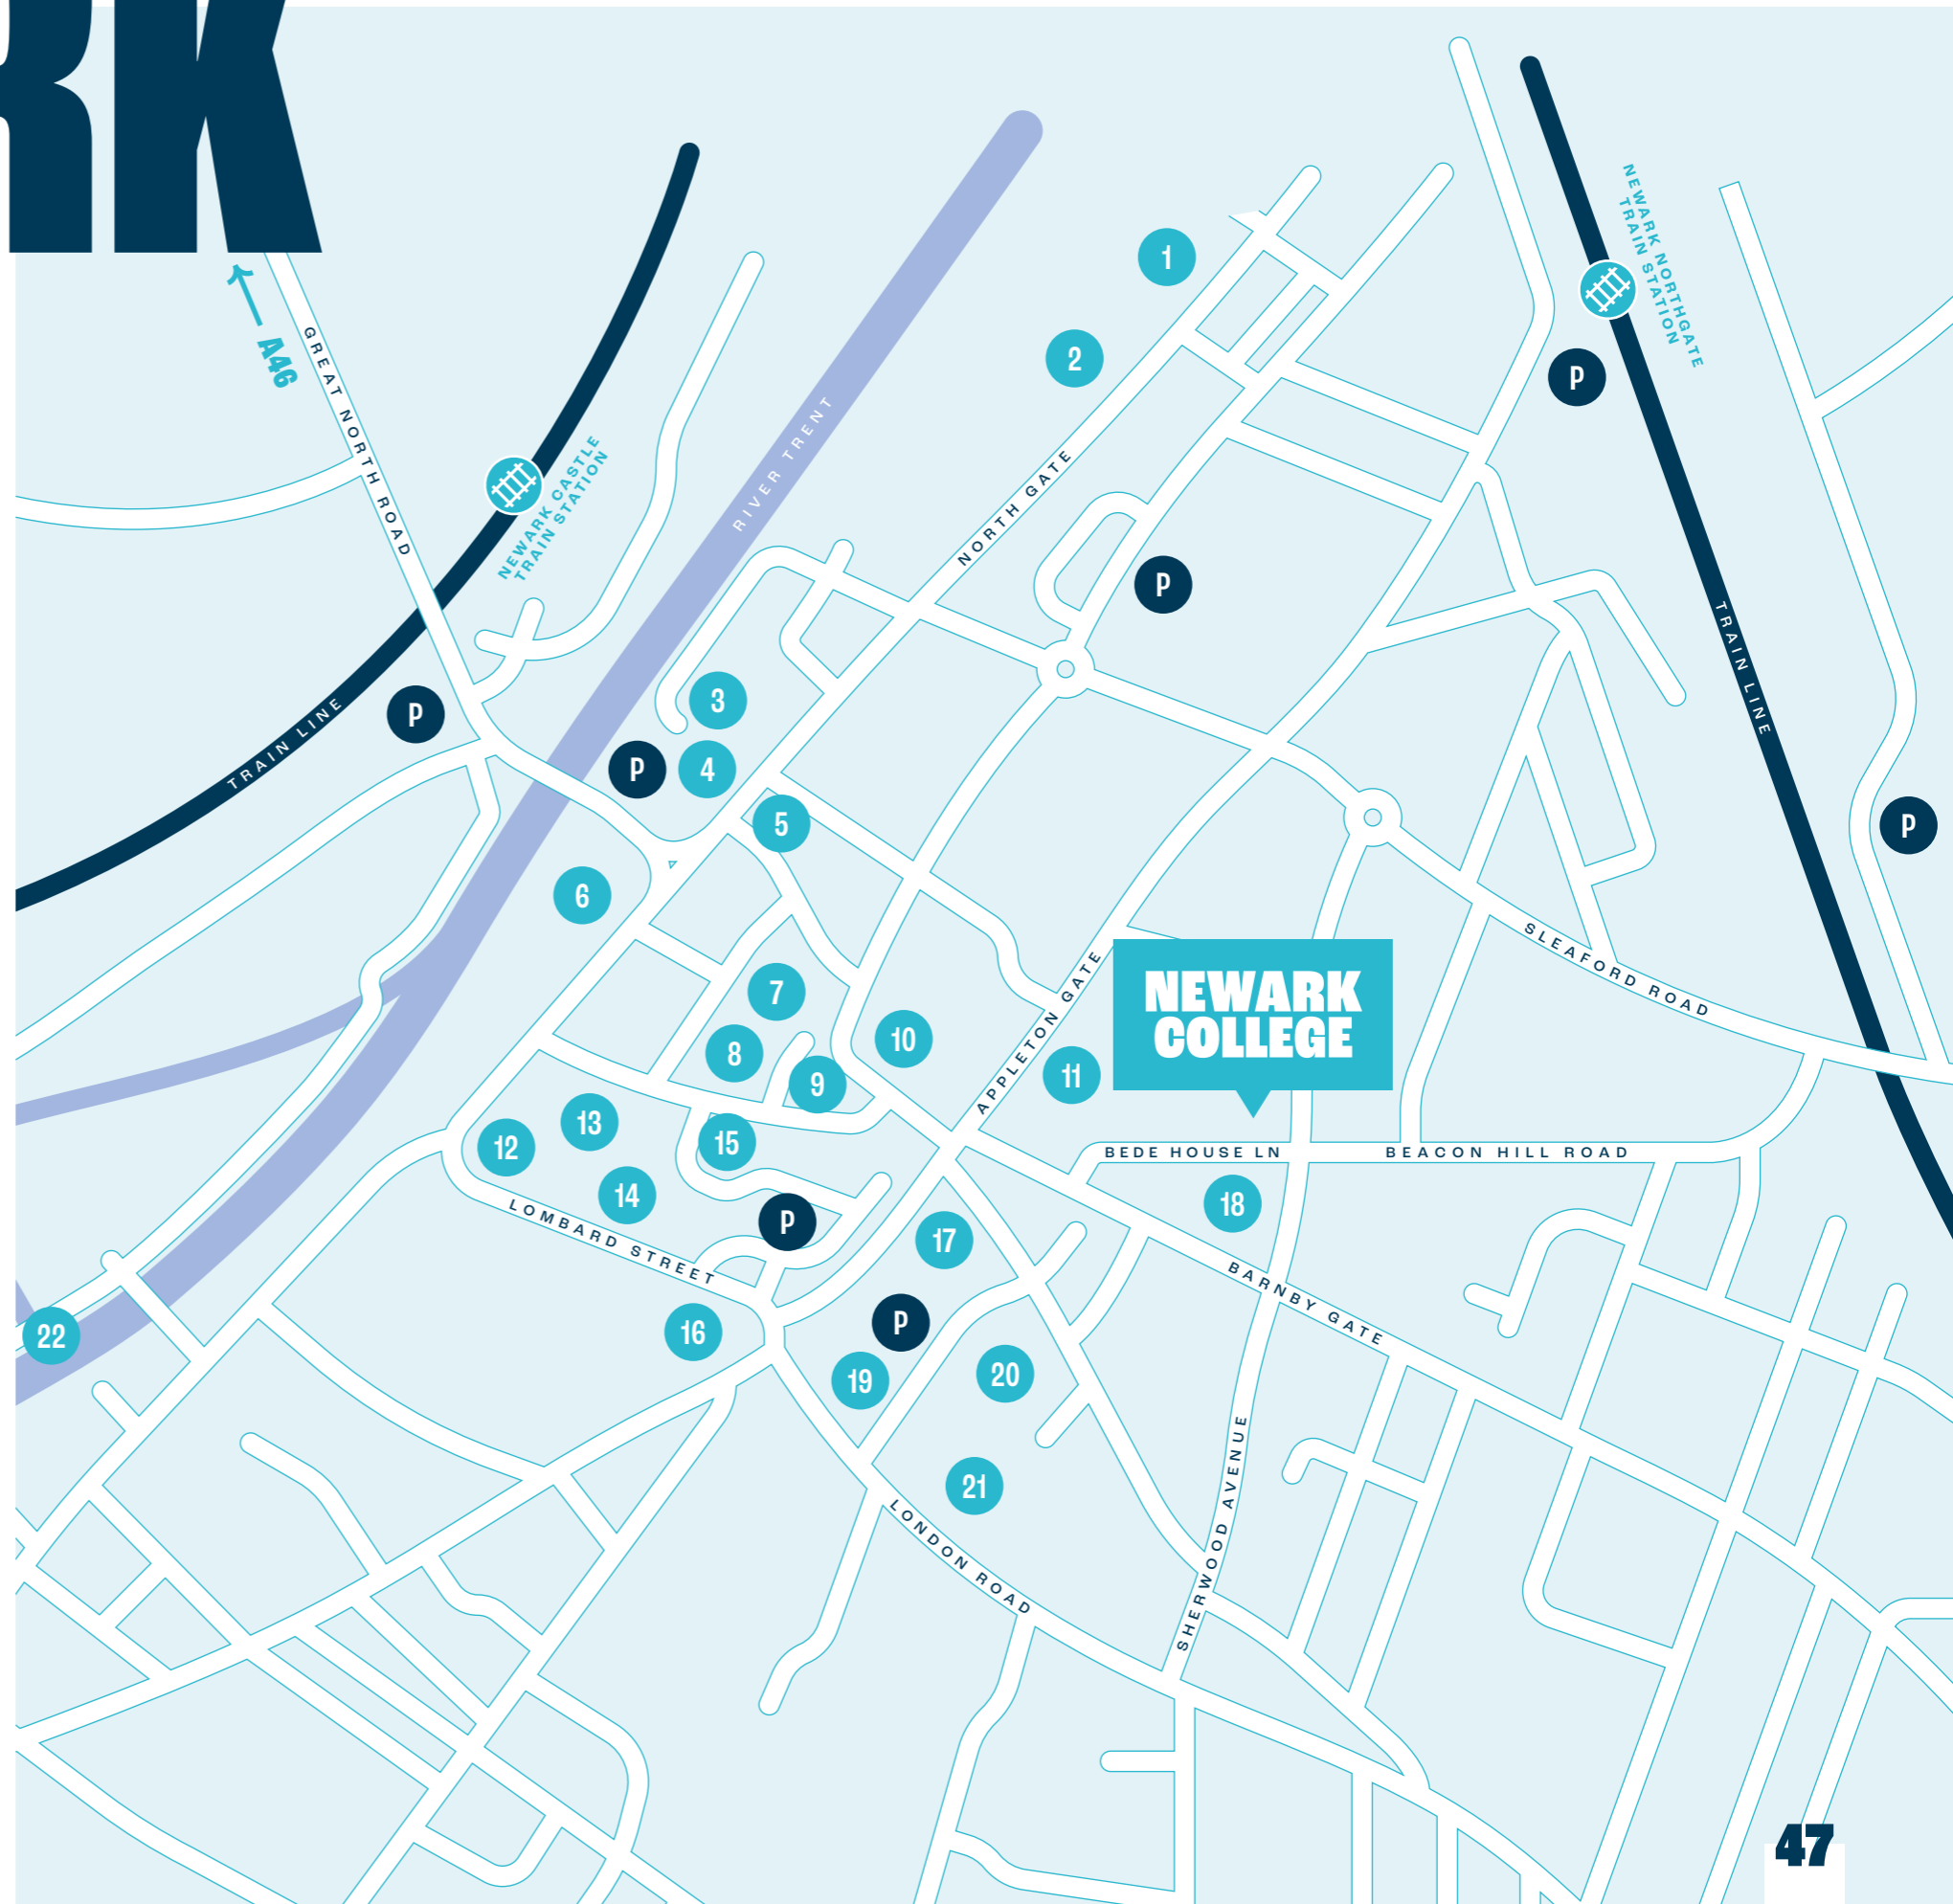 RK
A46
GREAT NORTH ROAD
NEWARK CASTLE
TRAIN STATION
RIVER TRENT
NORTH GATE
NEWARK NORTHGATE
TRAIN STATION
TRAIN LINE
TRAIN LINE
1
2
P
P
P
3
P
4
5
P
6
7
8
9
10
11
NEWARK
COLLEGE
APPLETON GATE
SLEAFORD ROAD
BEDE HOUSE LN
BEACON HILL ROAD
12
13
14
15
P
LOMBARD STREET
16
17
18
BARNBY GATE
P
19
20
21
22
SHERWOOD AVENUE
LONDON ROAD
47